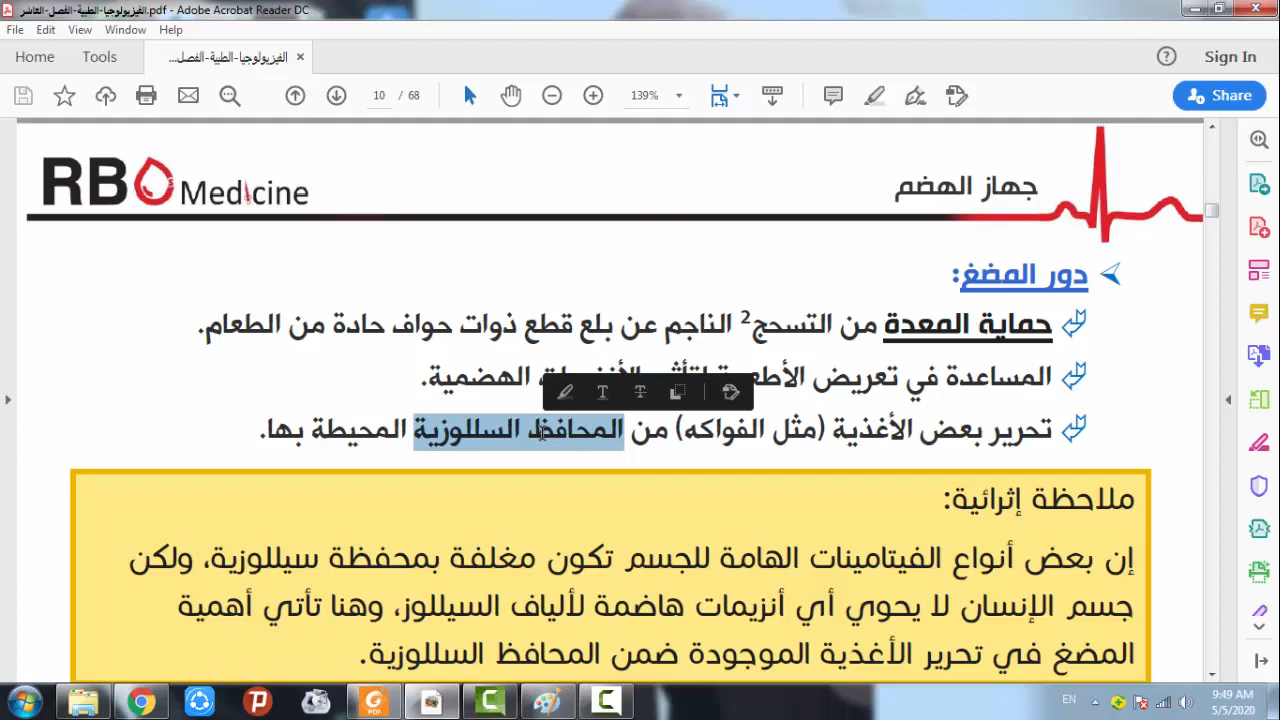 الفيزيولوجيا-الطبية-الفصل-العاشر.pdf - Adobe Acrobat Reader DC
File Edit View Window Help
Home Tools الفيزيولوجيا-الطبية-الفصل... × Sign In
10 / 68 139% Share
RB Medicine
جهاز الهضم
دور المضغ:
حماية المعدة من التسحج2 الناجم عن بلع قطع ذوات حواف حادة من الطعام.
المساعدة في تعريض الأطعمة لتأثير الأنزيمات الهضمية.
تحرير بعض الأغذية (مثل الفواكه) من المحافظ السللوزية المحيطة بها.
ملاحظة إثرائية:
إن بعض أنواع الفيتامينات الهامة للجسم تكون مغلفة بمحفظة سيللوزية، ولكن
جسم الإنسان لا يحوي أي أنزيمات هاضمة لألياف السيللوز، وهنا تأتي أهمية
المضغ في تحرير الأغذية الموجودة ضمن المحافظ السللوزية.
EN
9:49 AM
5/5/2020